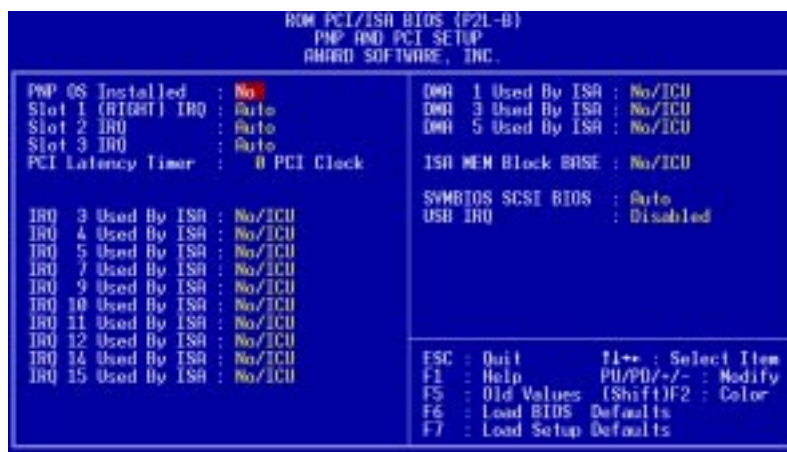 ROM PCI/ISA BIOS (P2L-B)
PNP AND PCI SETUP
AWARD SOFTWARE, INC.
PNP OS Installed : No
Slot 1 (RIGHT) IRQ : Auto
Slot 2 IRQ : Auto
Slot 3 IRQ : Auto
PCI Latency Timer : 0 PCI Clock
IRQ 3 Used By ISA : No/ICU
IRQ 4 Used By ISA : No/ICU
IRQ 5 Used By ISA : No/ICU
IRQ 7 Used By ISA : No/ICU
IRQ 9 Used By ISA : No/ICU
IRQ 10 Used By ISA : No/ICU
IRQ 11 Used By ISA : No/ICU
IRQ 12 Used By ISA : No/ICU
IRQ 14 Used By ISA : No/ICU
IRQ 15 Used By ISA : No/ICU
DMA 1 Used By ISA : No/ICU
DMA 3 Used By ISA : No/ICU
DMA 5 Used By ISA : No/ICU
ISA MEM Block BASE : No/ICU
SYMBIOS SCSI BIOS : Auto
USB IRQ : Disabled
ESC : Quit ↑↓→← : Select Item
F1 : Help PU/PD/+/- : Modify
F5 : Old Values (Shift)F2 : Color
F6 : Load BIOS Defaults
F7 : Load Setup Defaults